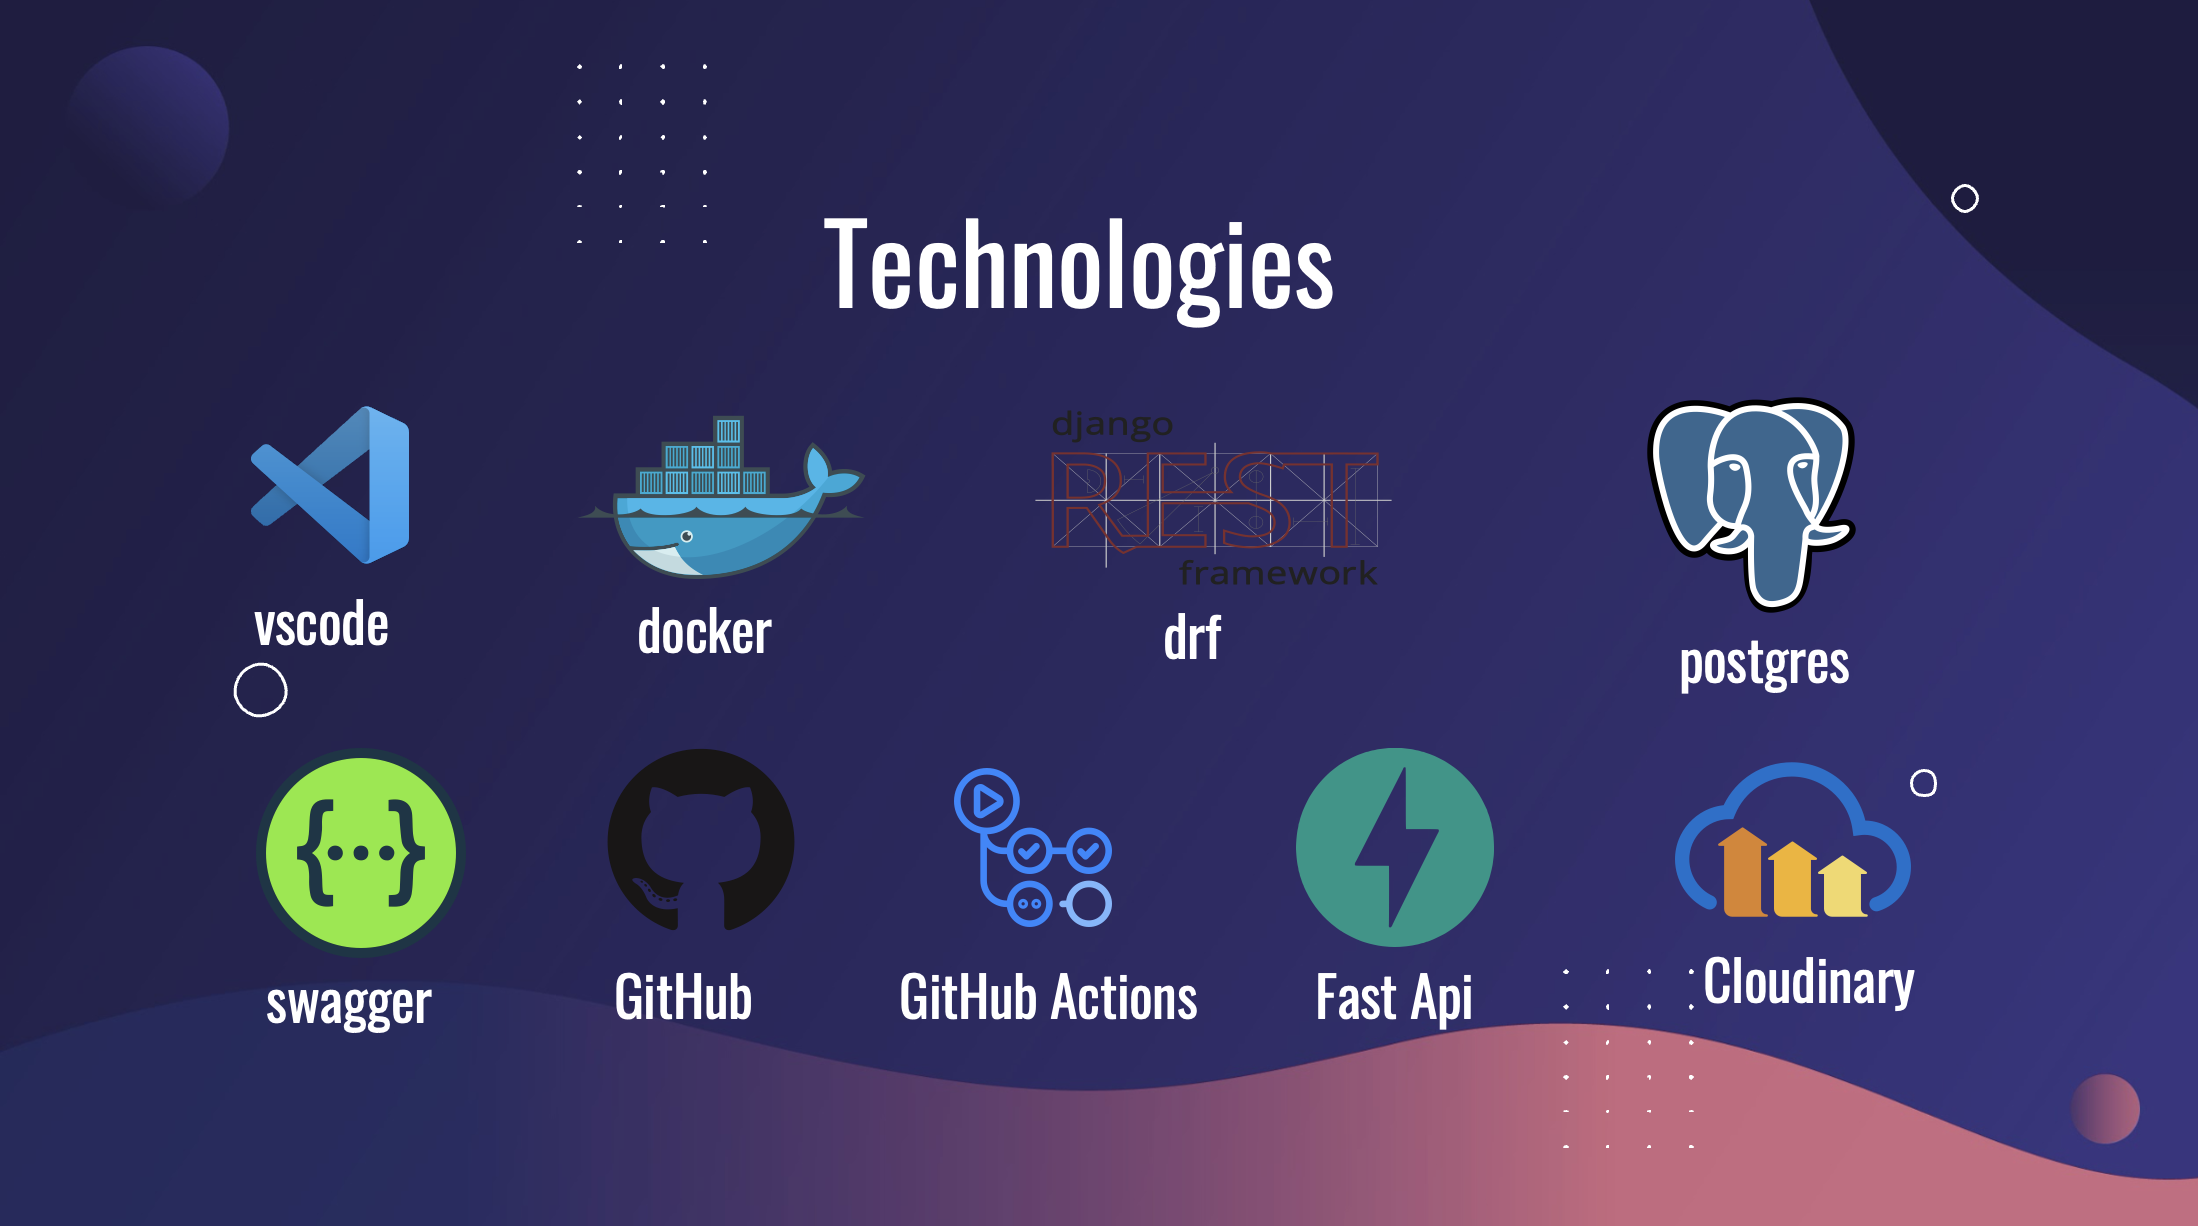 Technologies
django
REST
framework
vscode
docker
drf
postgres
{...}
swagger
GitHub
GitHub Actions
Fast Api
Cloudinary